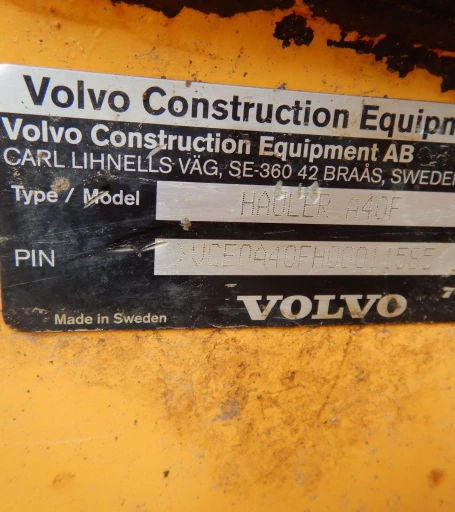 Volvo Construction Equipm
Volvo Construction Equipment AB
CARL LIHNELLS VÄG, SE-360 42 BRAÅS, SWEDEN
Type / Model HAULER A40F
PIN
VOLVO 7
Made in Sweden